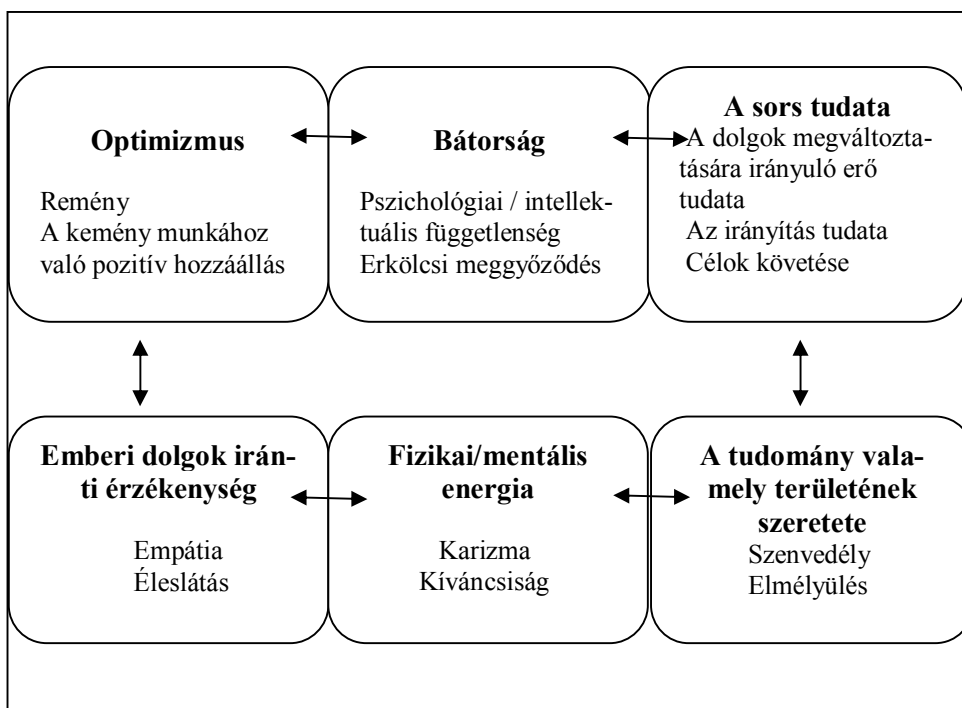 Optimizmus
Remény
A kemény munkához
való pozitív hozzáállás
Bátorság
Pszichológiai / intellek-
tuális függetlenség
Erkölcsi meggyőződés
A sors tudata
A dolgok megváltozta-
tására irányuló erő
tudata
Az irányítás tudata
Célok követése
Emberi dolgok irán-
ti érzékenység
Empátia
Éleslátás
Fizikai/mentális
energia
Karizma
Kíváncsiság
A tudomány vala-
mely területének
szeretete
Szenvedély
Elmélyülés